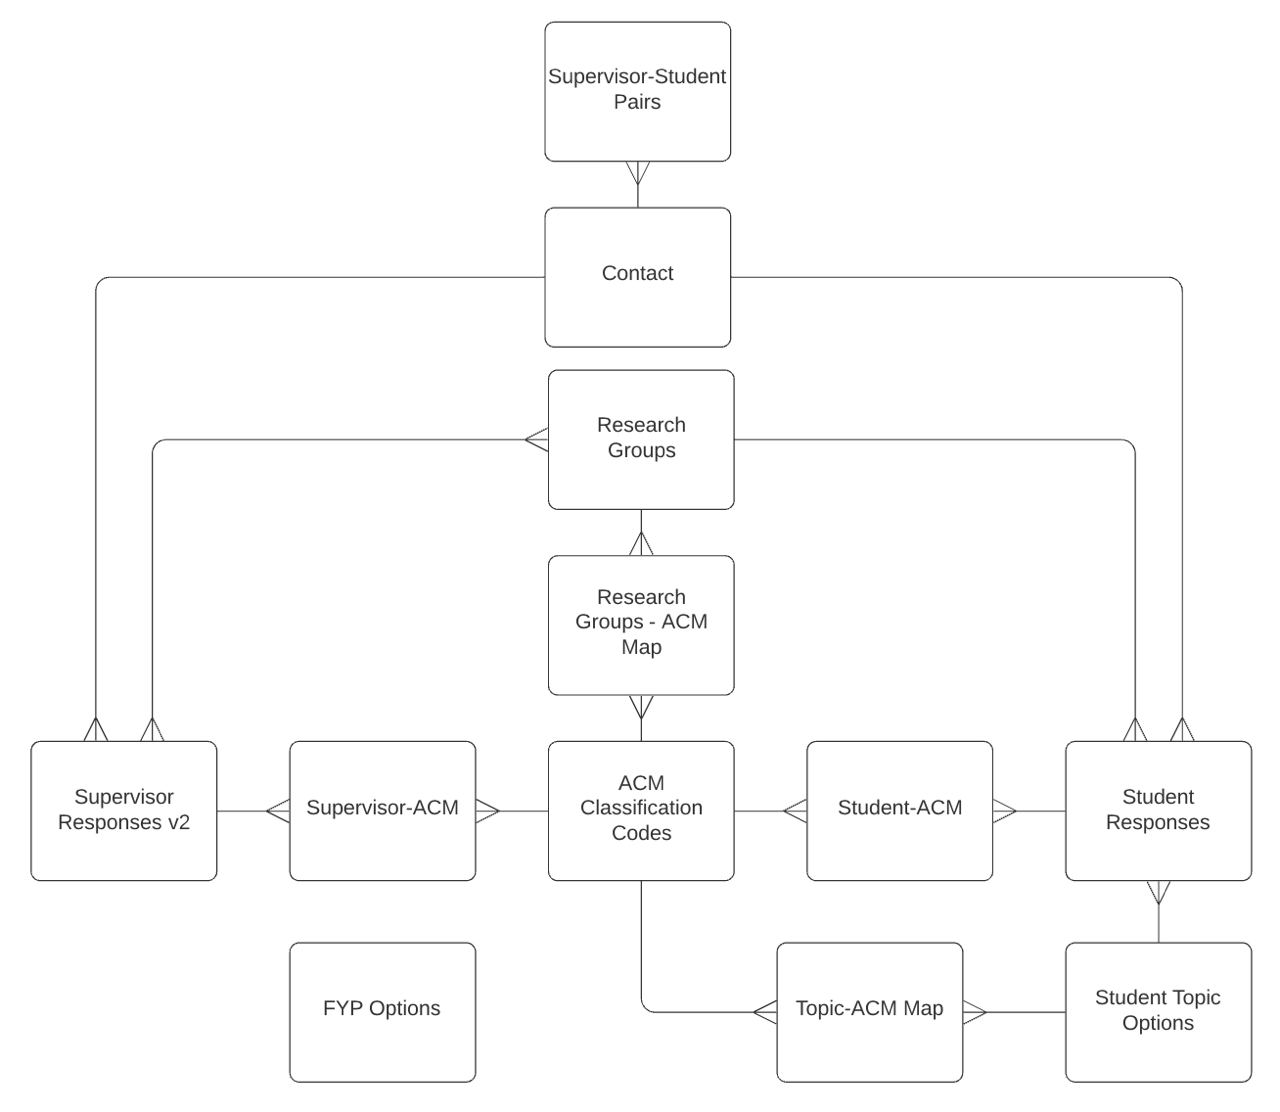 Supervisor-Student
Pairs
Contact
Research
Groups
Research
Groups - ACM
Map
Supervisor
Responses v2
Supervisor-ACM
ACM
Classification
Codes
Student-ACM
Student
Responses
FYP Options
Topic-ACM Map
Student Topic
Options